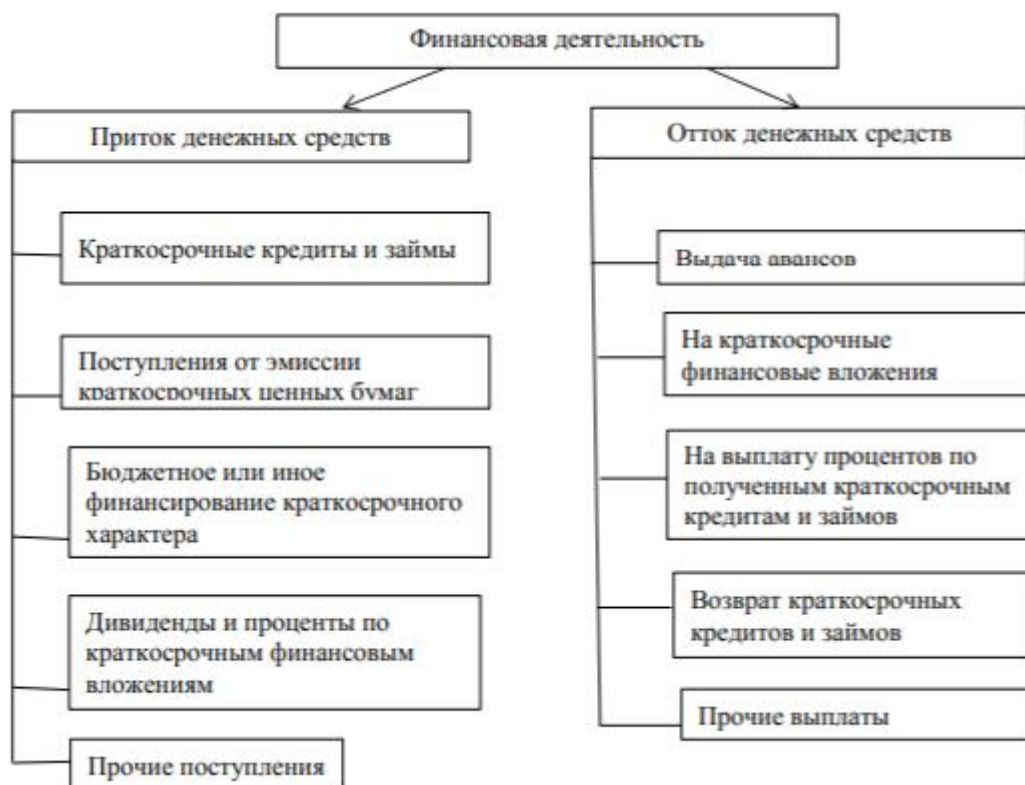 Финансовая деятельность
Приток денежных средств
Краткосрочные кредиты и займы
Поступления от эмиссии
краткосрочных ценных бумаг
Бюджетное или иное
финансирование краткосрочного
характера
Дивиденды и проценты по
краткосрочным финансовым
вложениям
Прочие поступления
Отток денежных средств
Выдача авансов
На краткосрочные
финансовые вложения
На выплату процентов по
полученным краткосрочным
кредитам и займов
Возврат краткосрочных
кредитов и займов
Прочие выплаты